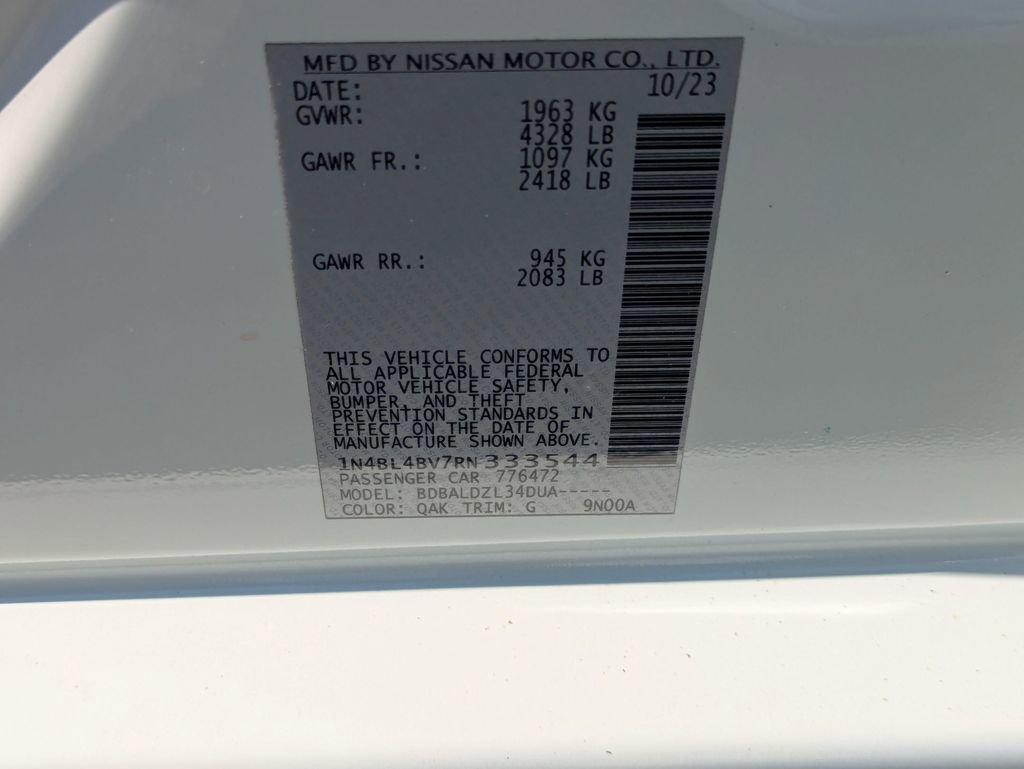 MFD BY NISSAN MOTOR CO., LTD.
DATE: 10/23
GVWR: 1963 KG
4328 LB
GAWR FR.: 1097 KG
2418 LB
GAWR RR.: 945 KG
2083 LB
THIS VEHICLE CONFORMS TO
ALL APPLICABLE FEDERAL
MOTOR VEHICLE SAFETY,
BUMPER, AND THEFT
PREVENTION STANDARDS IN
EFFECT ON THE DATE OF
MANUFACTURE SHOWN ABOVE.
1N4BL4BV7RN333544
PASSENGER CAR 776472
MODEL: BDBALDZL34DUA-----
COLOR: QAK TRIM: G 9N00A